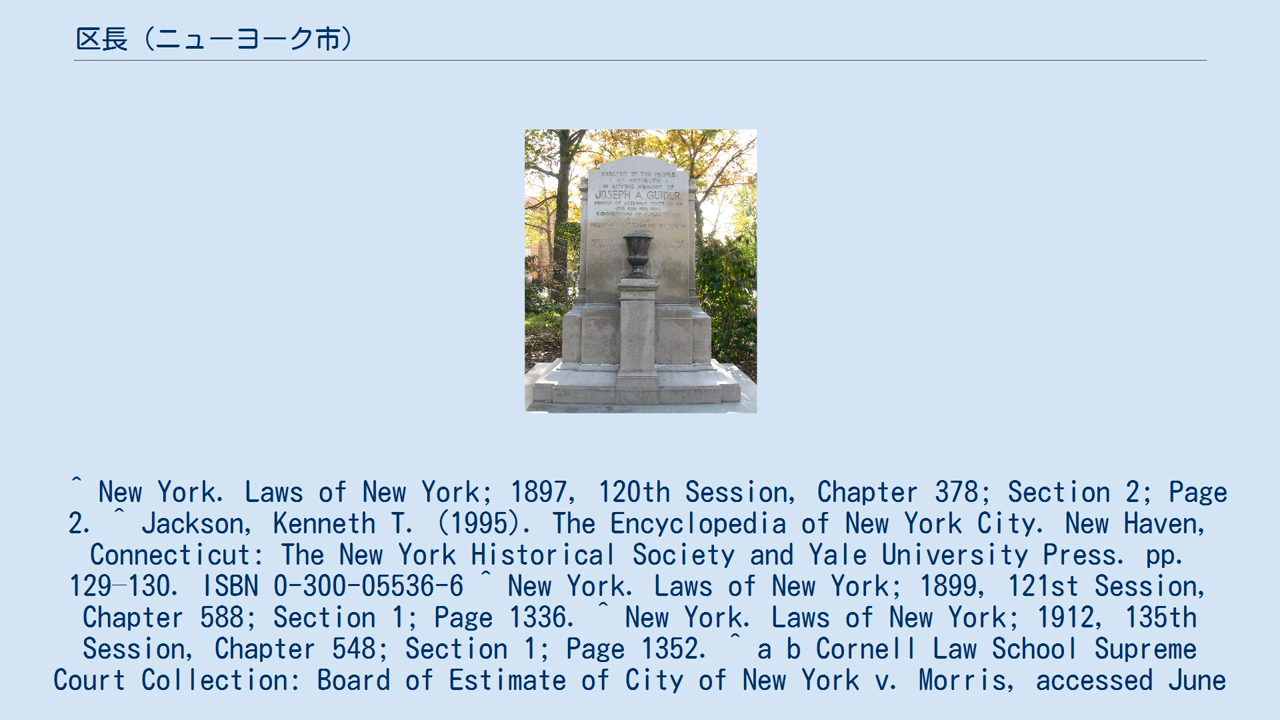 区長（ニューヨーク市）
JOSEPH A GUIDER
^ New York. Laws of New York; 1897, 120th Session, Chapter 378; Section 2; Page
2. ^ Jackson, Kenneth T. (1995). The Encyclopedia of New York City. New Haven,
Connecticut: The New York Historical Society and Yale University Press. pp.
129–130. ISBN 0-300-05536-6 ^ New York. Laws of New York; 1899, 121st Session,
Chapter 588; Section 1; Page 1336. ^ New York. Laws of New York; 1912, 135th
Session, Chapter 548; Section 1; Page 1352. ^ a b Cornell Law School Supreme
Court Collection: Board of Estimate of City of New York v. Morris, accessed June